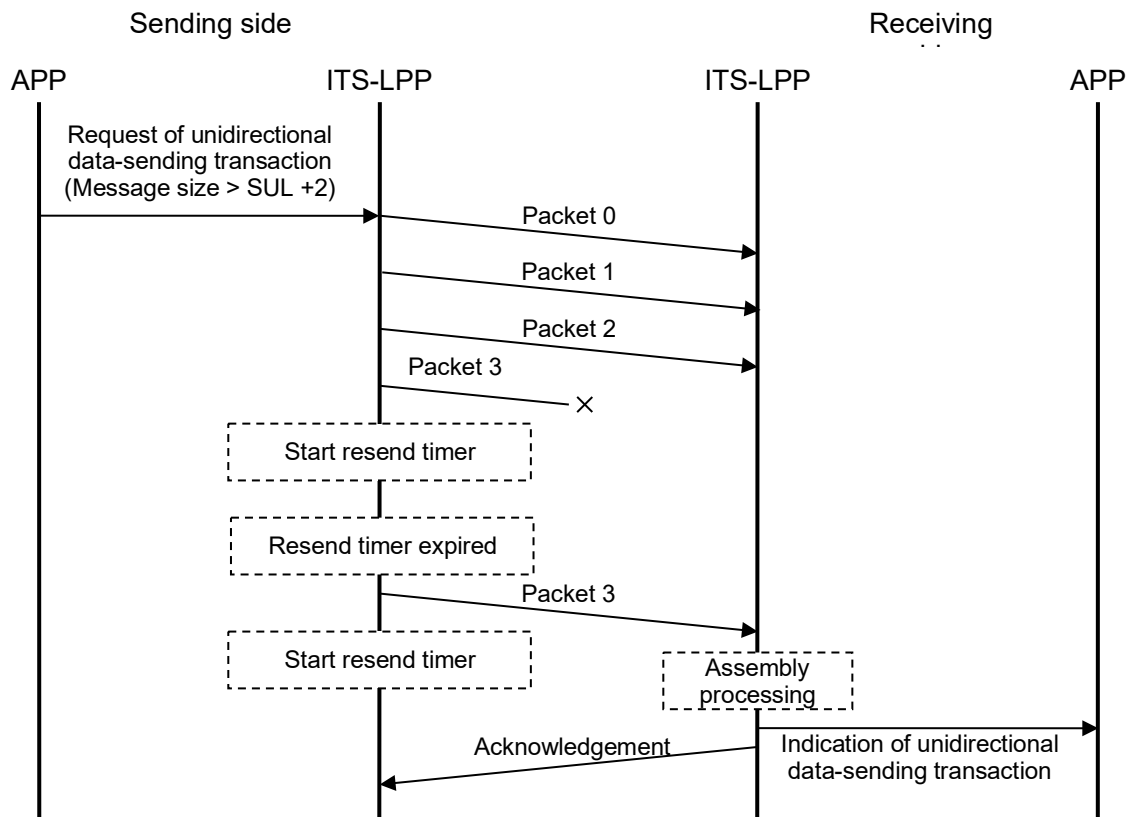 Sending side
Receiving
APP
ITS-LPP
ITS-LPP
APP
Request of unidirectional
data-sending transaction
(Message size > SUL +2)
Packet 0
Packet 1
Packet 2
Packet 3
Start resend timer
Resend timer expired
Packet 3
Start resend timer
Assembly
processing
Acknowledgement
Indication of unidirectional
data-sending transaction